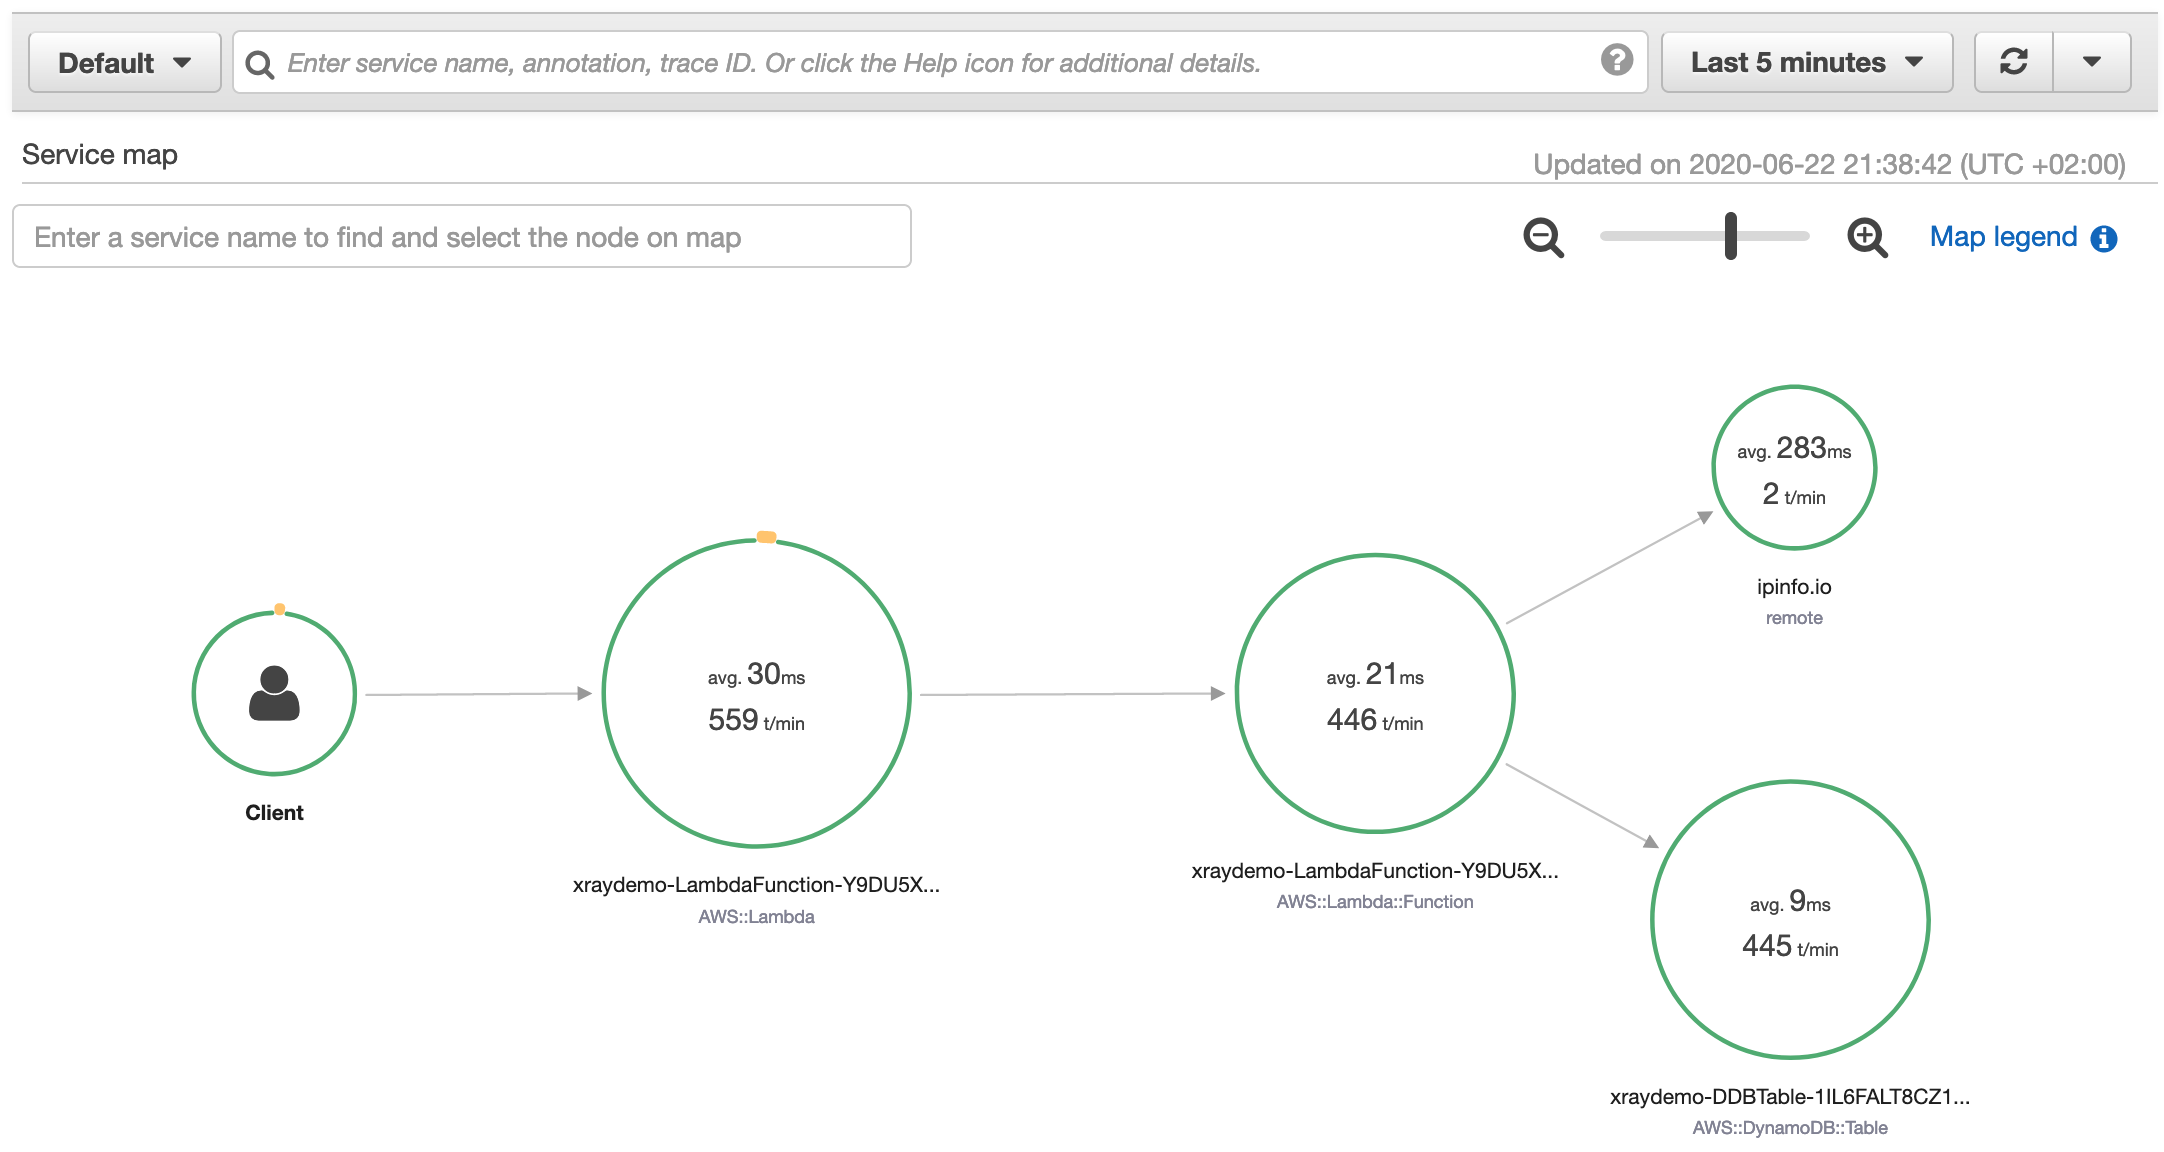 Default
Enter service name, annotation, trace ID. Or click the Help icon for additional details.
?
Last 5 minutes
Service map
Updated on 2020-06-22 21:38:42 (UTC +02:00)
Enter a service name to find and select the node on map
Map legend i
avg. 283ms
2 t/min
ipinfo.io
remote
avg. 30ms
559 t/min
avg. 21ms
446 t/min
Client
xraydemo-LambdaFunction-Y9DU5X...
AWS::Lambda
xraydemo-LambdaFunction-Y9DU5X...
AWS::Lambda::Function
avg. 9ms
445 t/min
xraydemo-DDBTable-1IL6FALT8CZ1...
AWS::DynamoDB::Table